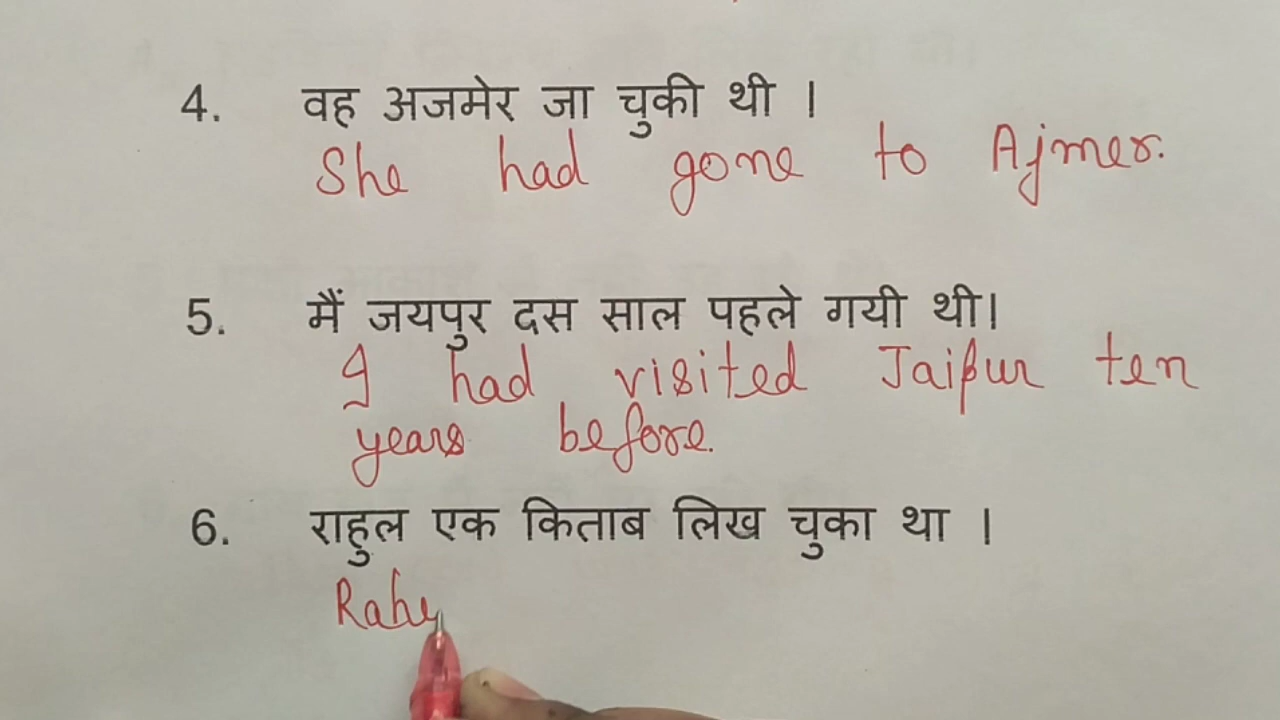 4. वह अजमेर जा चुकी थी ।
She had gone to Ajmer.
5. मैं जयपुर दस साल पहले गयी थी।
I had visited Jaipur ten
years before.
6. राहुल एक किताब लिख चुका था ।
Rahu